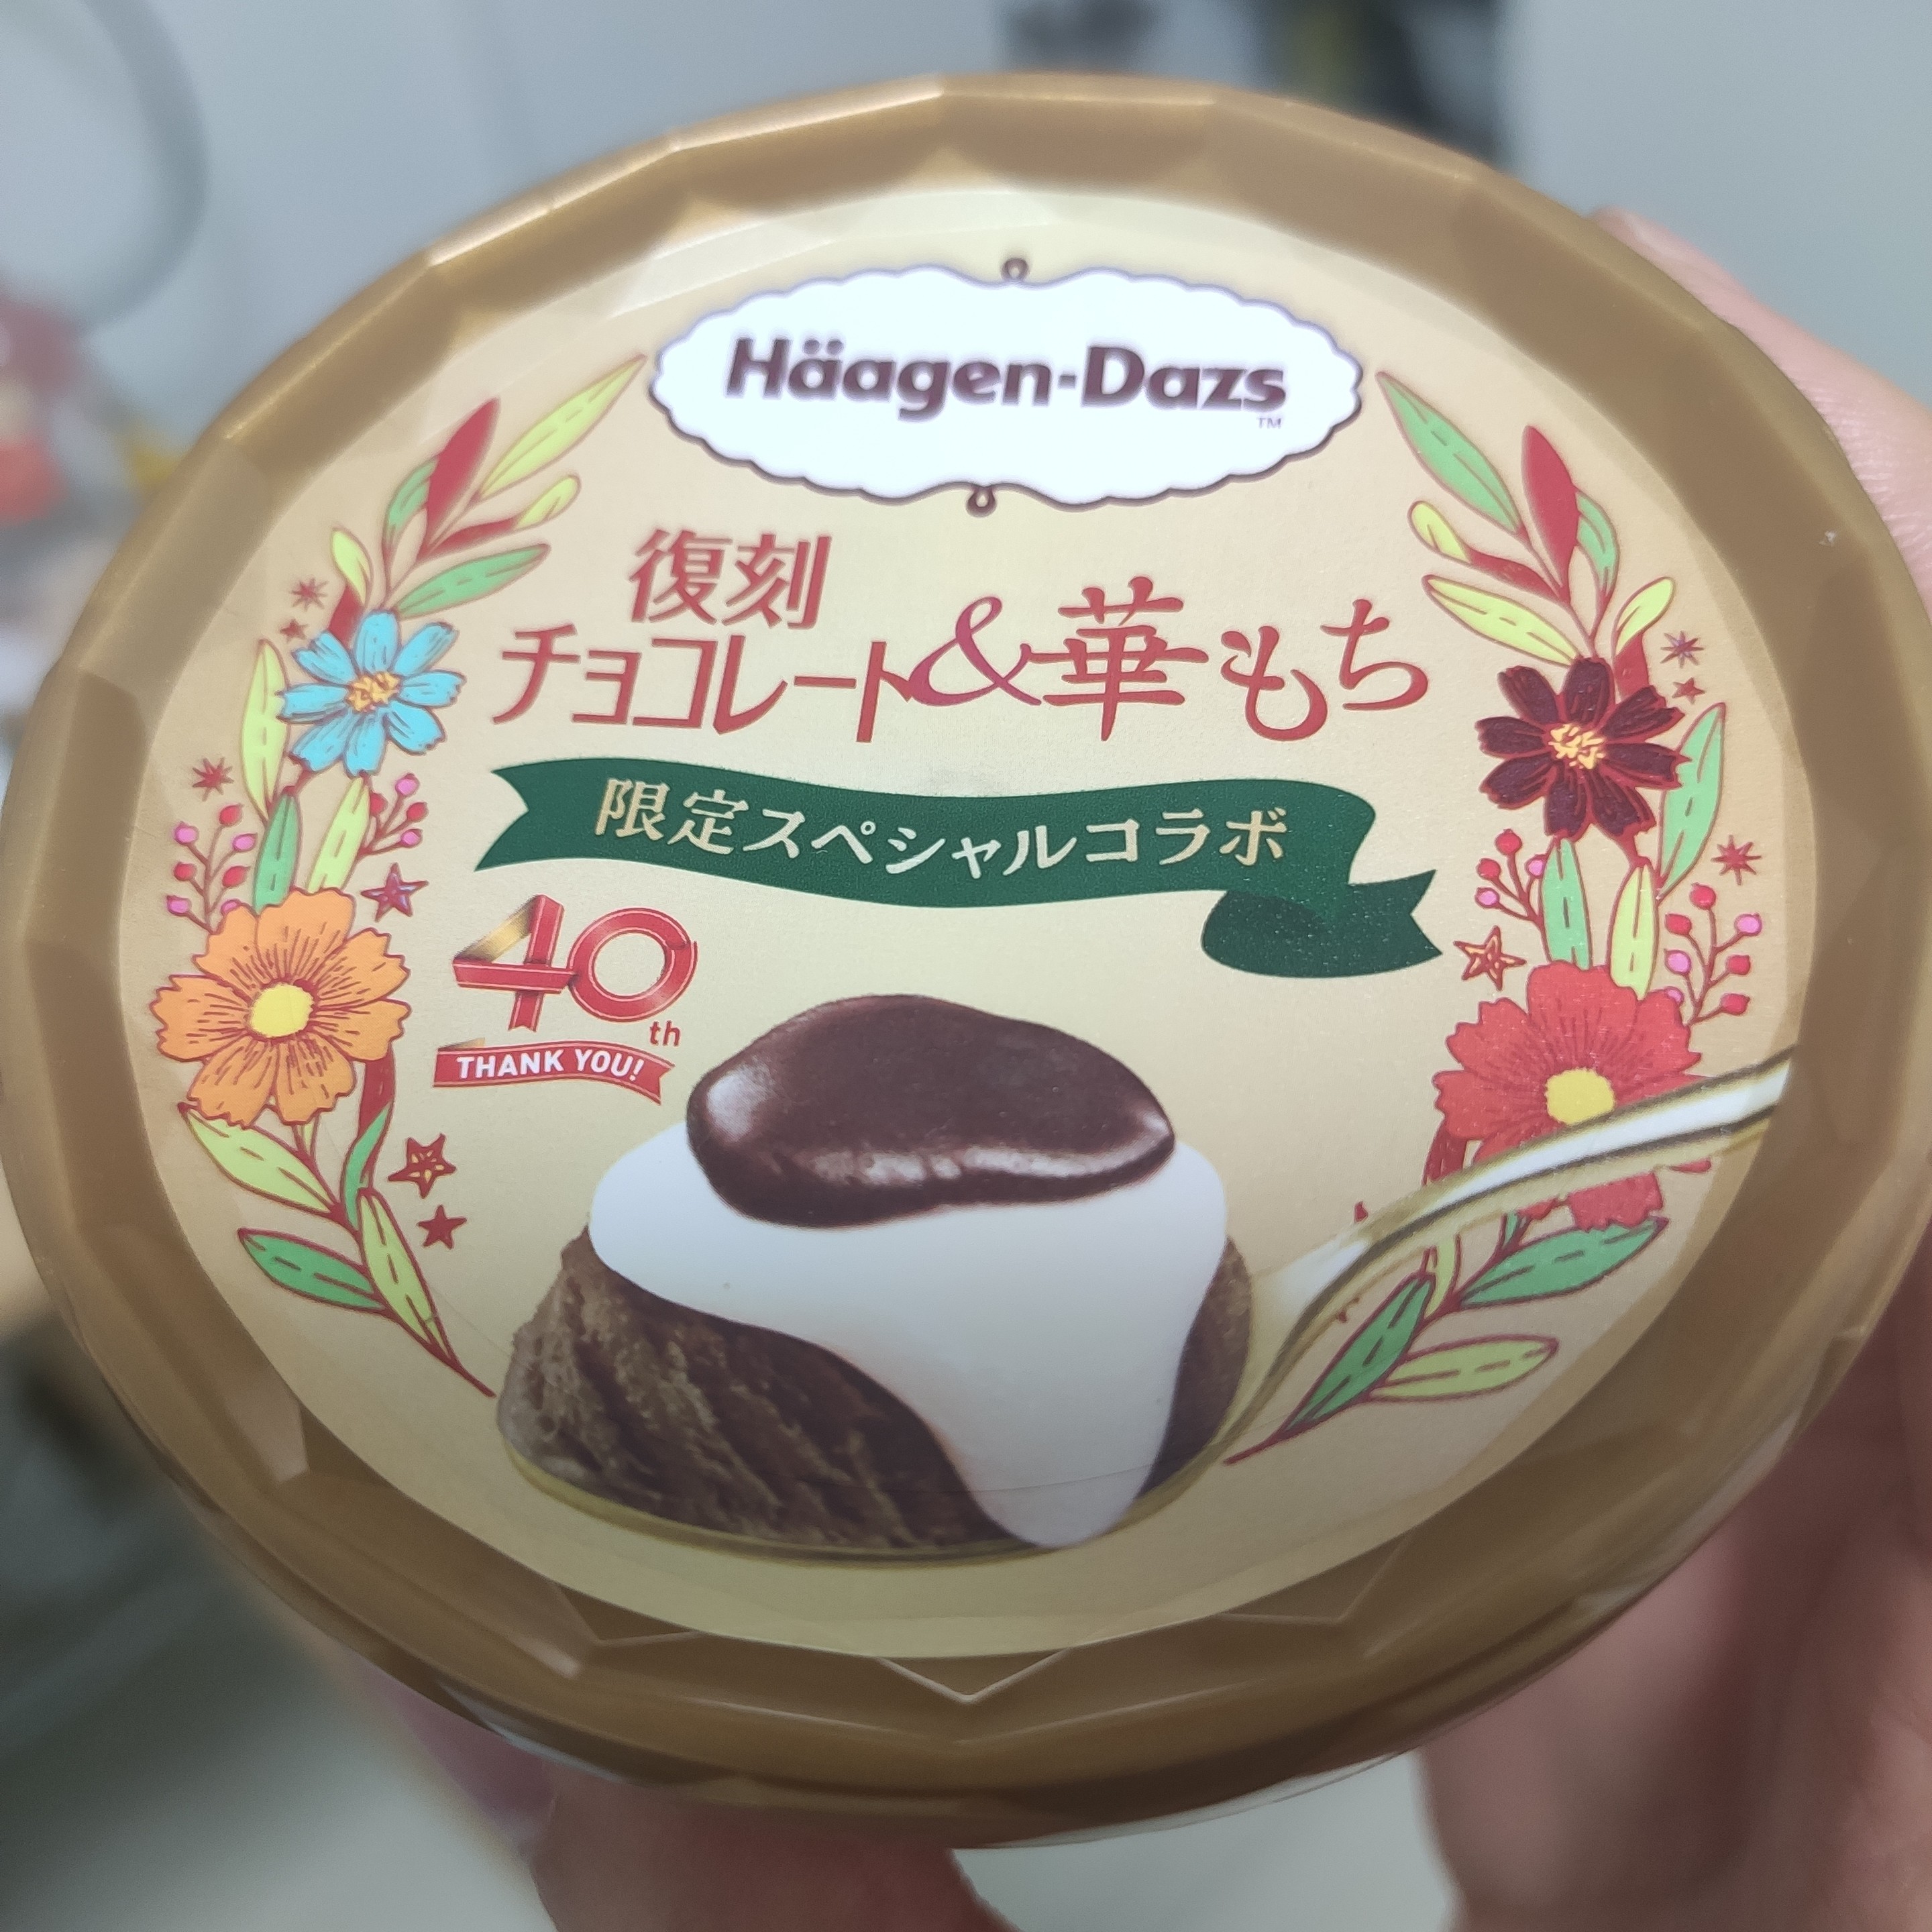 Häagen-Dazs
TM
復刻
チョコレート&華もち
限定スペシャルコラボ
40th
THANK YOU!